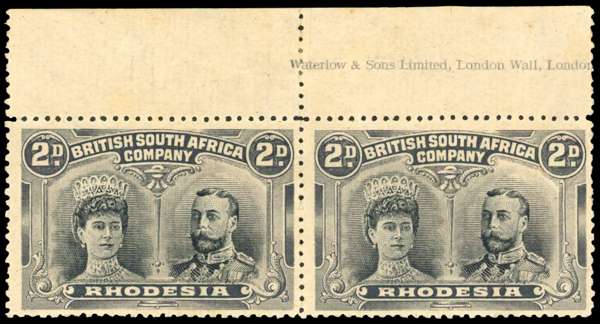 Waterlow & Sons Limited, London Wall, London
2D. BRITISH SOUTH AFRICA 2D.
COMPANY
RHODESIA
2D. BRITISH SOUTH AFRICA 2D.
COMPANY
RHODESIA